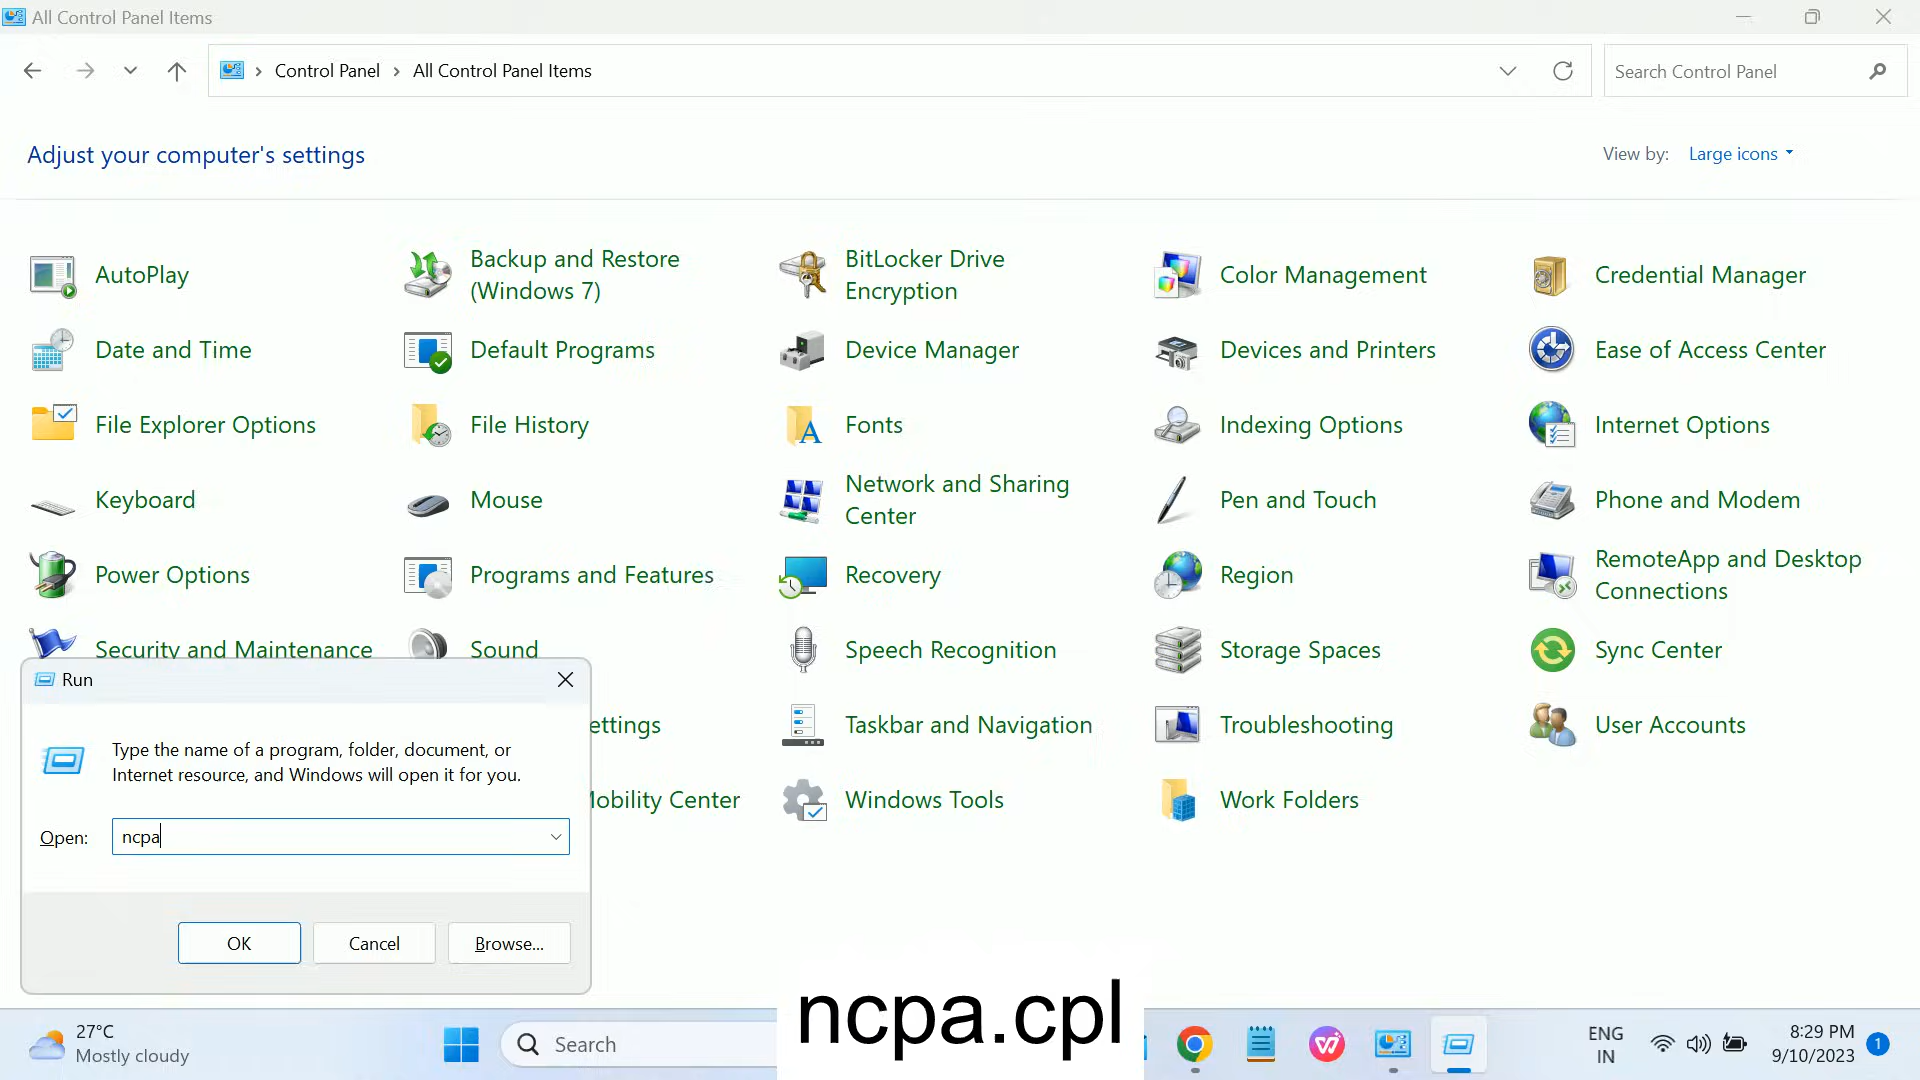 All Control Panel Items
Control Panel
All Control Panel Items
Search Control Panel
Adjust your computer's settings
View by:
Large icons
AutoPlay
Backup and Restore
(Windows 7)
BitLocker Drive
Encryption
Color Management
Credential Manager
Date and Time
Default Programs
Device Manager
Devices and Printers
Ease of Access Center
File Explorer Options
File History
Fonts
Indexing Options
Internet Options
Keyboard
Mouse
Network and Sharing
Center
Pen and Touch
Phone and Modem
Power Options
Programs and Features
Recovery
Region
RemoteApp and Desktop
Connections
Security and Maintenance
Sound
Speech Recognition
Storage Spaces
Sync Center
ettings
Taskbar and Navigation
Troubleshooting
User Accounts
Mobility Center
Windows Tools
Work Folders
Run
Type the name of a program, folder, document, or
Internet resource, and Windows will open it for you.
Open:
ncpa
OK
Cancel
Browse...
ncpa.cpl
27°C
Mostly cloudy
Search
ENG
IN
8:29 PM
9/10/2023
1